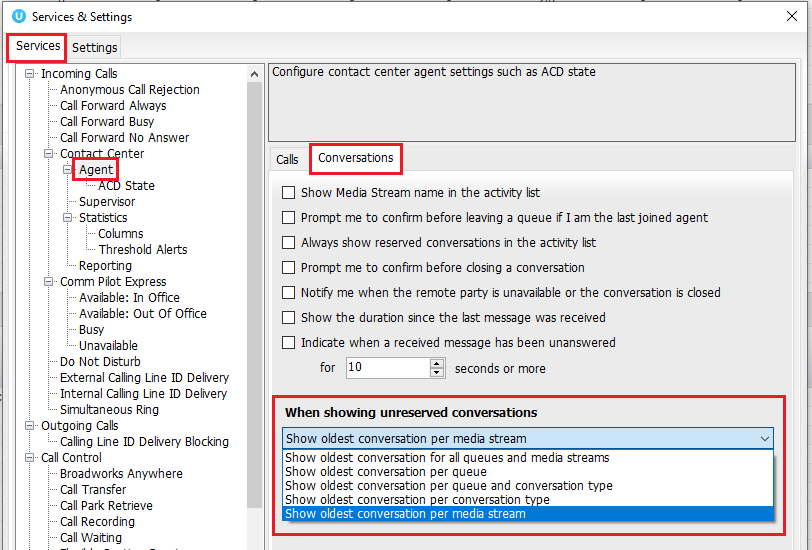 Services & Settings
Services
Settings
Incoming Calls
Anonymous Call Rejection
Call Forward Always
Call Forward Busy
Call Forward No Answer
Contact Center
Agent
ACD State
Supervisor
Statistics
Columns
Threshold Alerts
Reporting
Comm Pilot Express
Available: In Office
Available: Out Of Office
Busy
Unavailable
Do Not Disturb
External Calling Line ID Delivery
Internal Calling Line ID Delivery
Simultaneous Ring
Outgoing Calls
Calling Line ID Delivery Blocking
Call Control
Broadworks Anywhere
Call Transfer
Call Park Retrieve
Call Recording
Call Waiting
Configure contact center agent settings such as ACD state
Calls
Conversations
Show Media Stream name in the activity list
Prompt me to confirm before leaving a queue if I am the last joined agent
Always show reserved conversations in the activity list
Prompt me to confirm before closing a conversation
Notify me when the remote party is unavailable or the conversation is closed
Show the duration since the last message was received
Indicate when a received message has been unanswered
for 10 seconds or more
When showing unreserved conversations
Show oldest conversation per media stream
Show oldest conversation for all queues and media streams
Show oldest conversation per queue
Show oldest conversation per queue and conversation type
Show oldest conversation per conversation type
Show oldest conversation per media stream